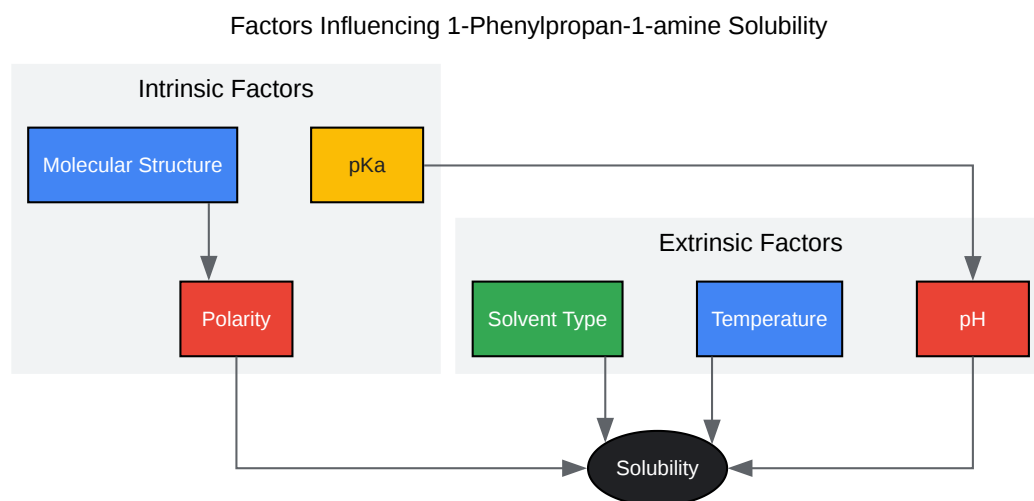 Factors Influencing 1-Phenylpropan-1-amine Solubility
Intrinsic Factors
Molecular Structure
pKa
Polarity
Extrinsic Factors
Solvent Type
Temperature
pH
Solubility